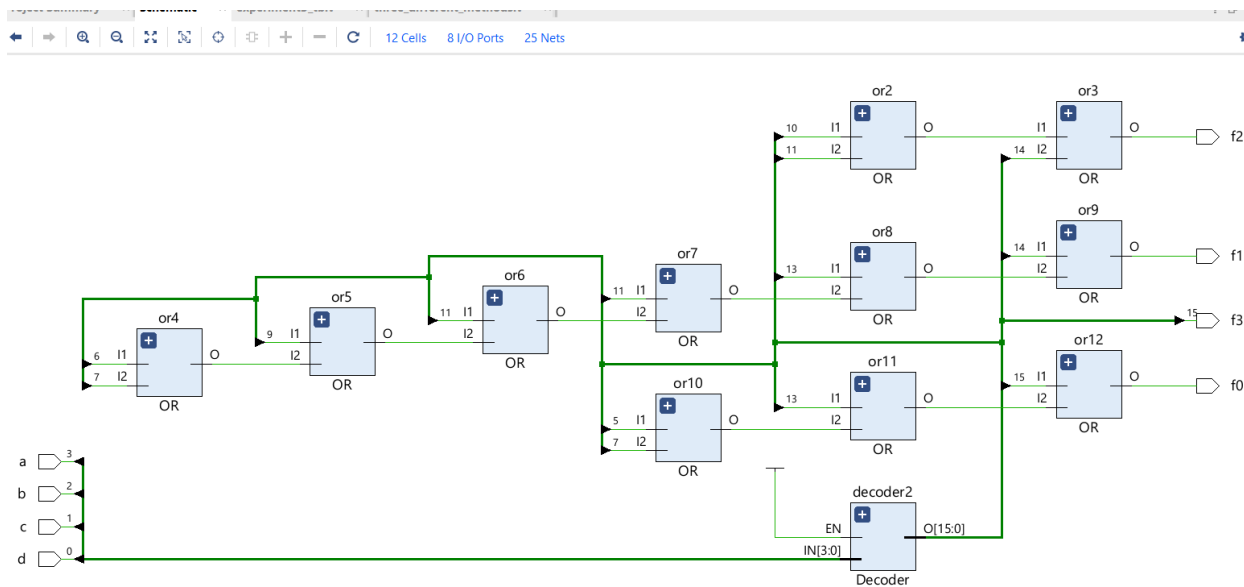 Schematic
12 Cells 8 I/O Ports 25 Nets
or2 or3
10 I1 O I1 O f2
11 I2 14 I2
OR OR
or9
or8 14 I1 O f1
13 I1 O I2
or7 I2 OR
or6 11 I1 O OR
or5 11 I1 O I2 15 f3
or4 9 I1 O I2 OR or12
6 I1 O I2 OR or11 15 I1 O f0
7 I2 OR or10 13 I1 O I2
OR 5 I1 O I2 OR
7 I2 OR
OR
a 3
b 2 decoder2
c 1 EN O[15:0]
d 0 IN[3:0]
Decoder